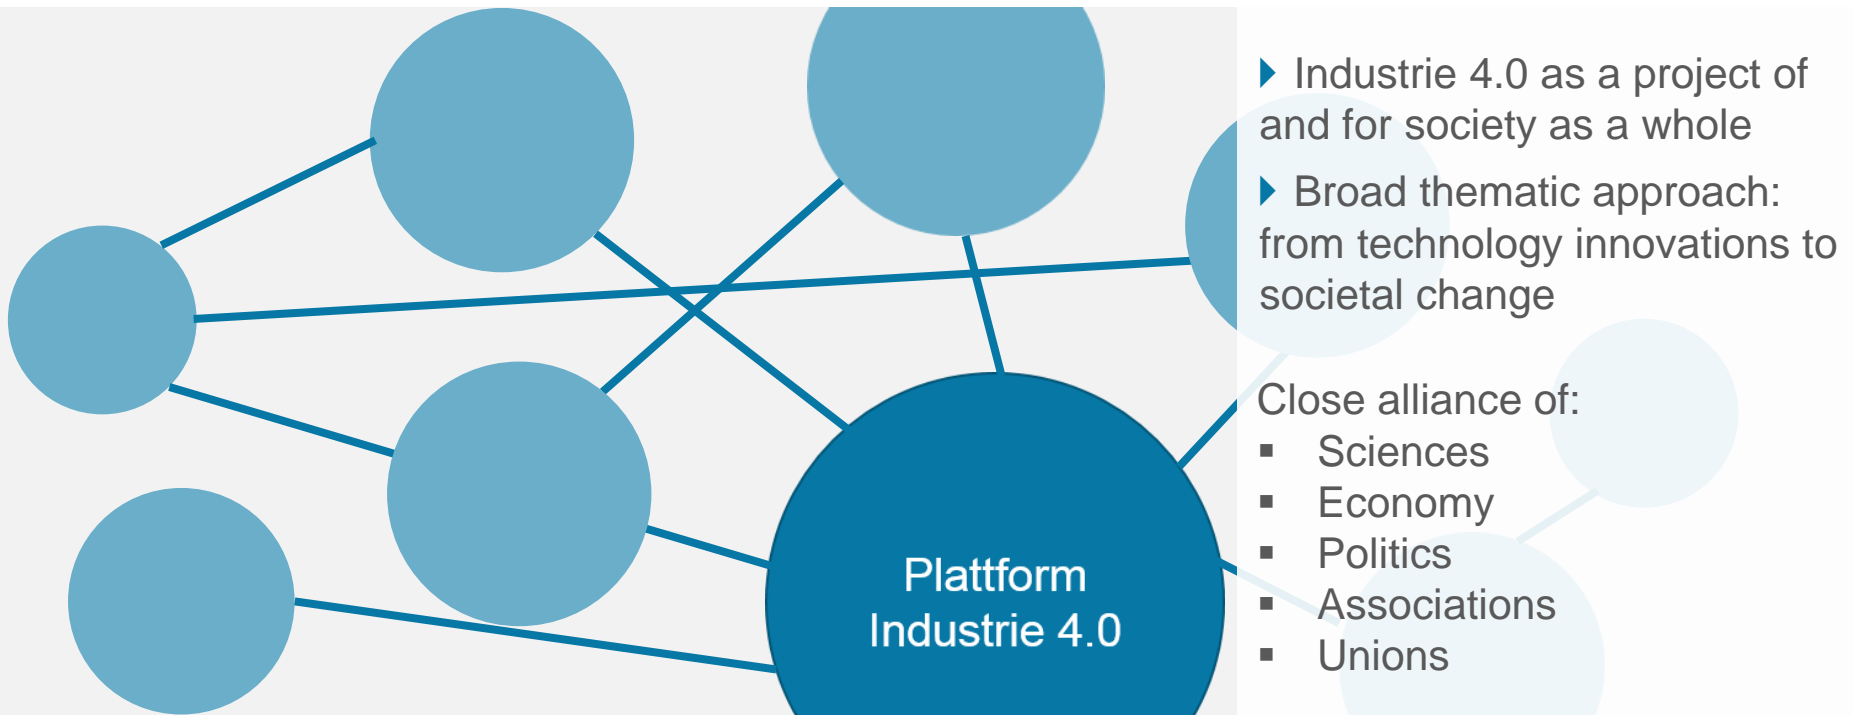 Industrie 4.0 as a project of
and for society as a whole
Broad thematic approach:
from technology innovations to
societal change
Close alliance of:
Sciences
Economy
Politics
Associations
Unions
Plattform
Industrie 4.0